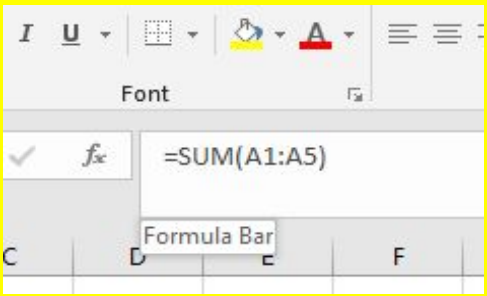 I U A
Font
fx =SUM(A1:A5)
Formula Bar
C D E F